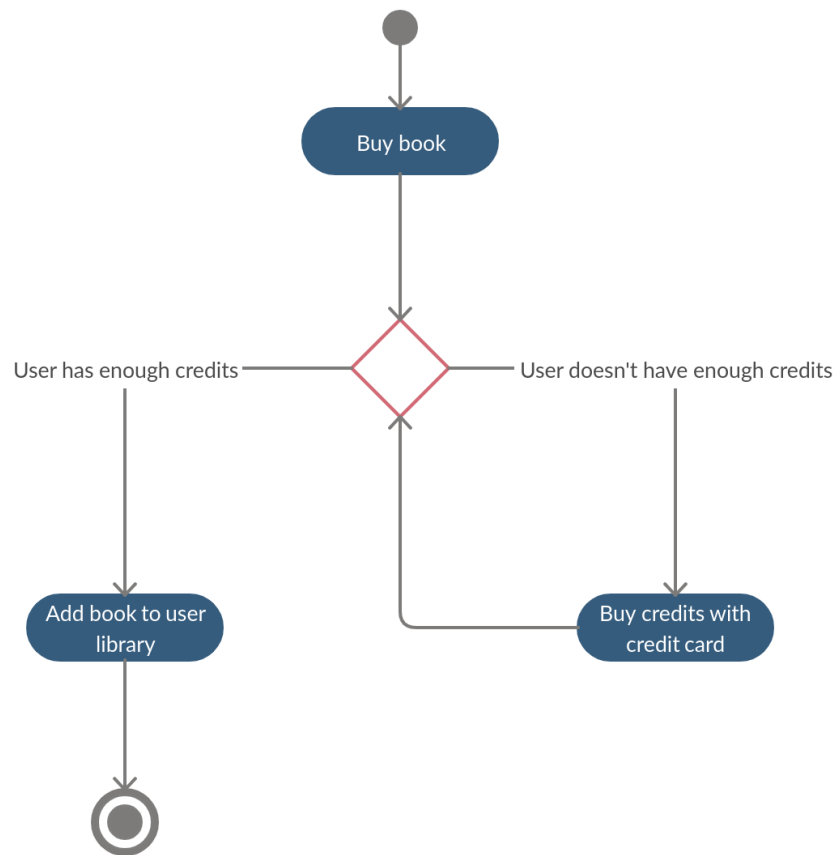 Buy book
User has enough credits
User doesn't have enough credits
Add book to user
library
Buy credits with
credit card